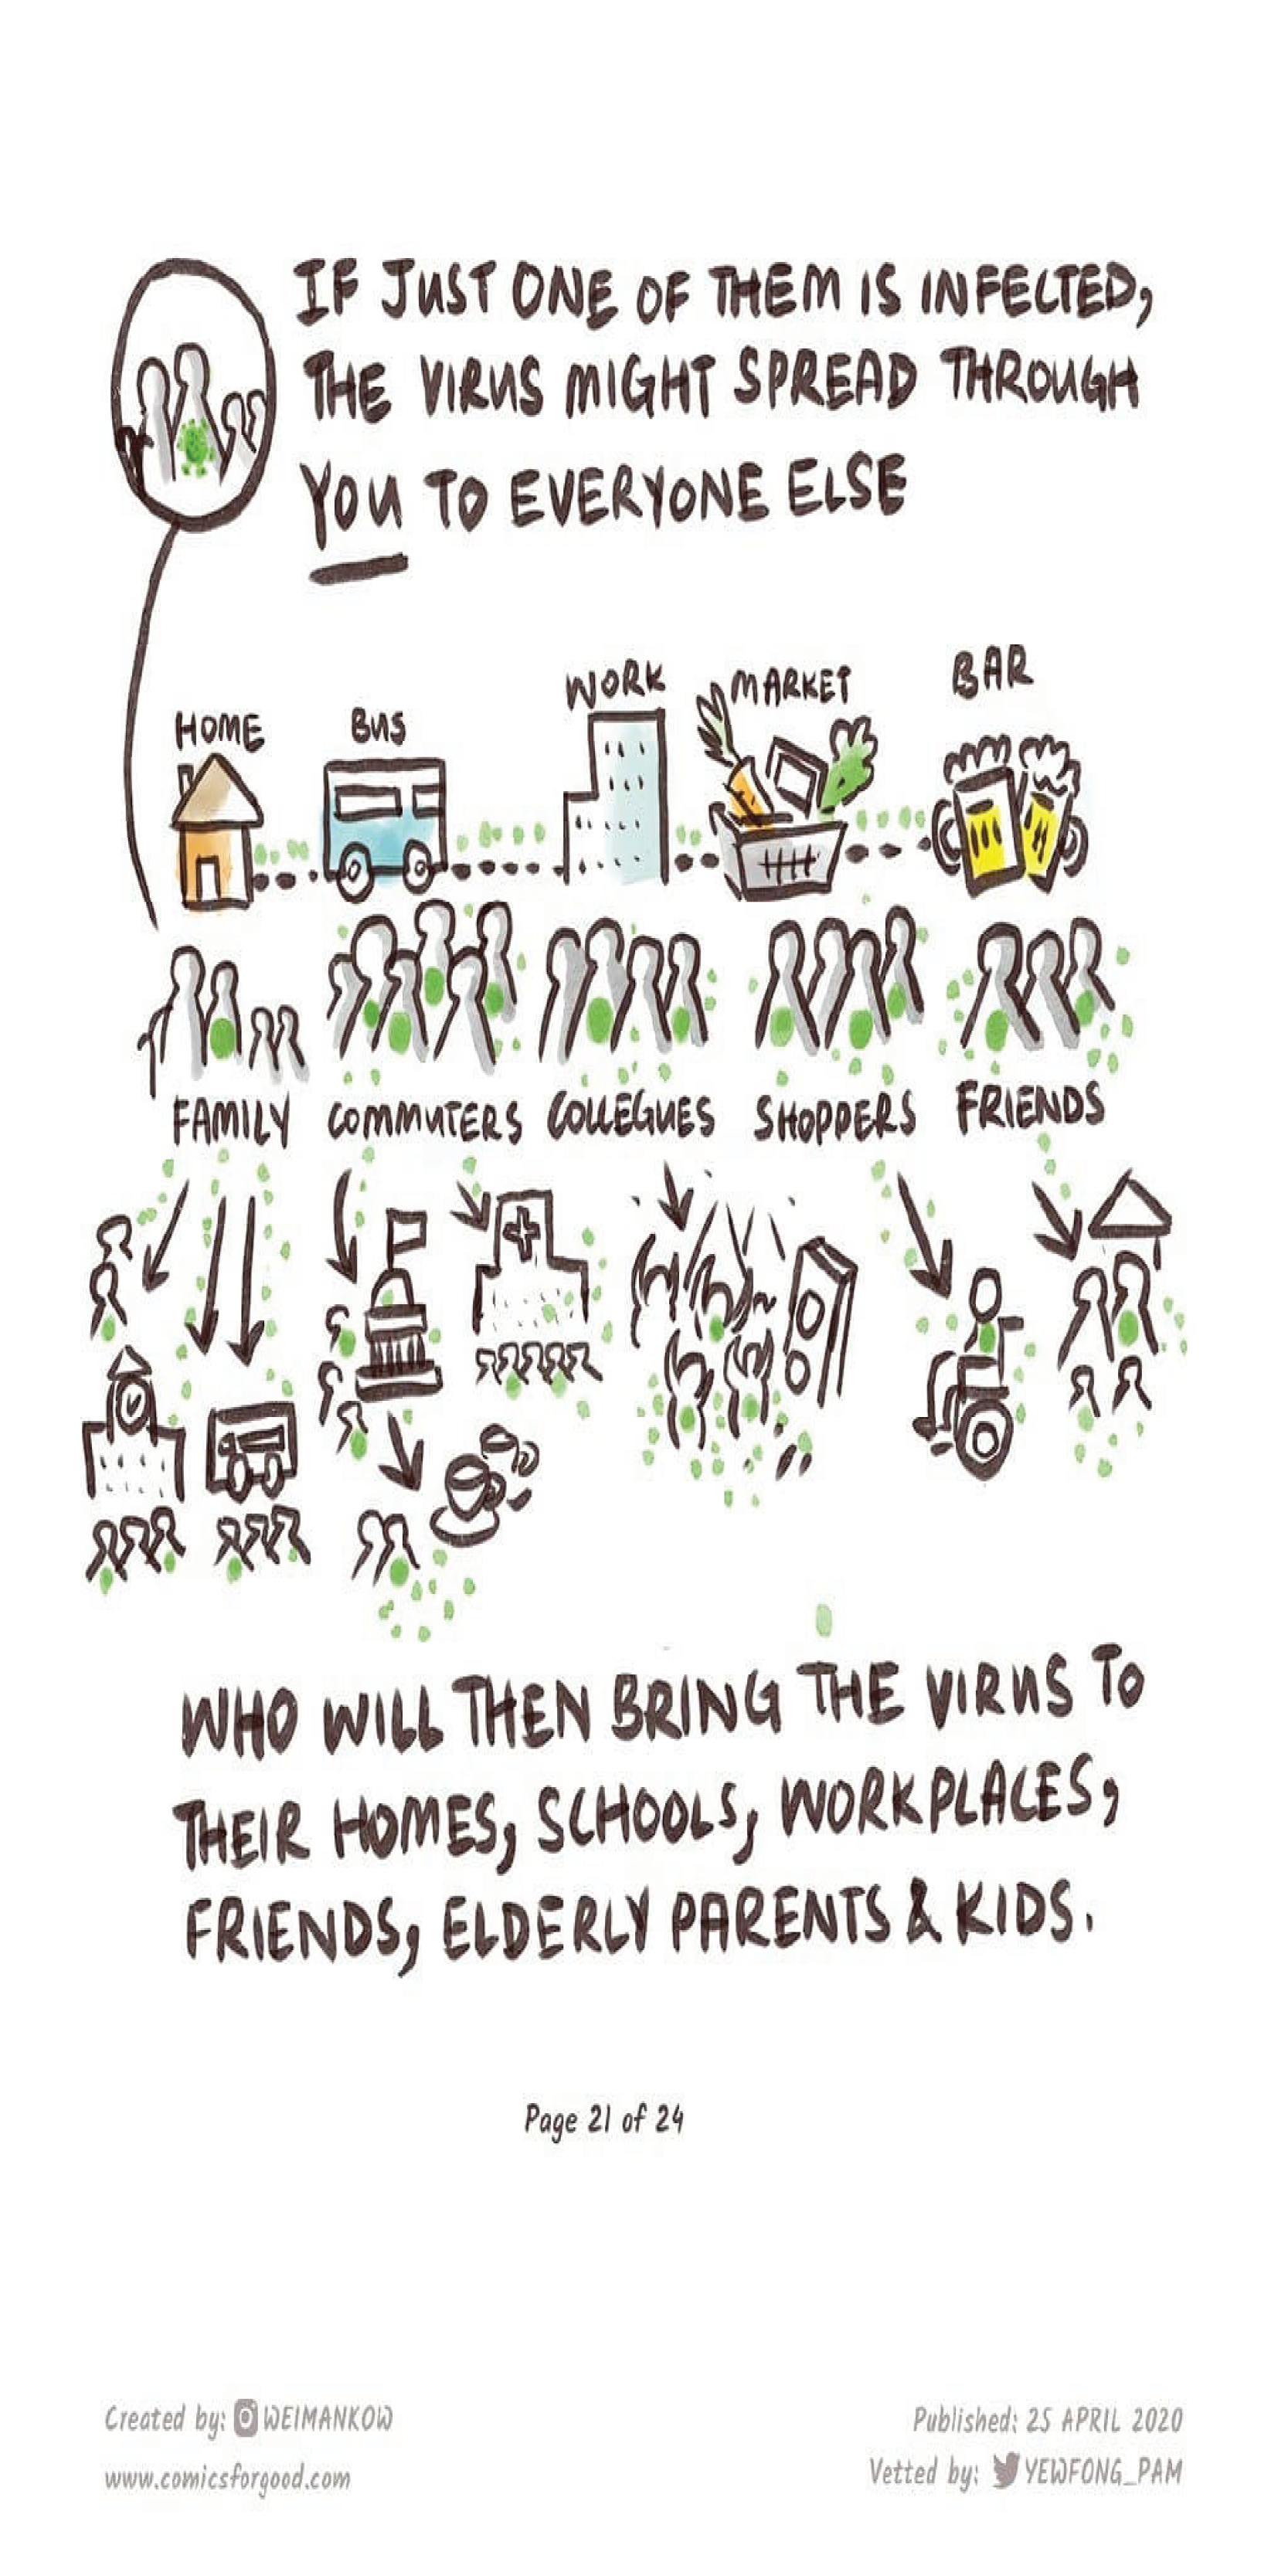 IF JUST ONE OF THEM IS INFECTED,
THE VIRUS MIGHT SPREAD THROUGH
YOU TO EVERYONE ELSE
HOME
BUS
WORK
MARKET
BAR
FAMILY
COMMUTERS
COLLEGUES
SHOPPERS
FRIENDS
WHO WILL THEN BRING THE VIRUS TO
THEIR HOMES, SCHOOLS, WORKPLACES,
FRIENDS, ELDERLY PARENTS & KIDS.
Page 21 of 24
Created by: WEIMANKOW
www.comicsforgood.com
Published: 25 APRIL 2020
Vetted by: YEWFONG_PAM